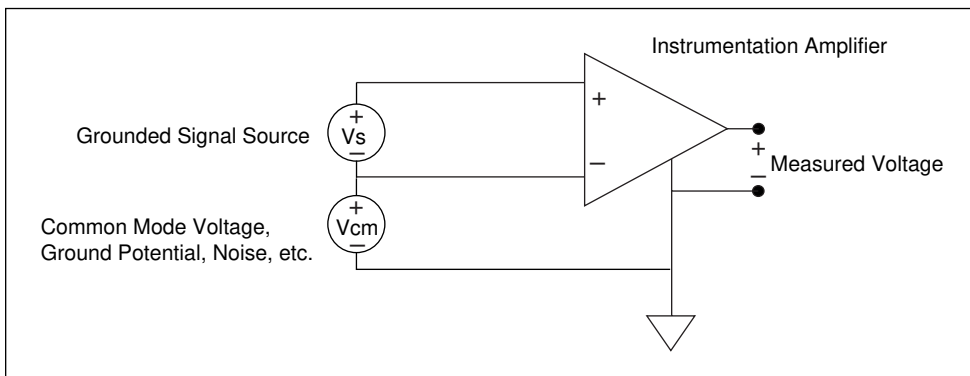 Instrumentation Amplifier
+
+
Grounded Signal Source
Vs
−
−
+
−
Measured Voltage
+
Common Mode Voltage,
Ground Potential, Noise, etc.
Vcm
−